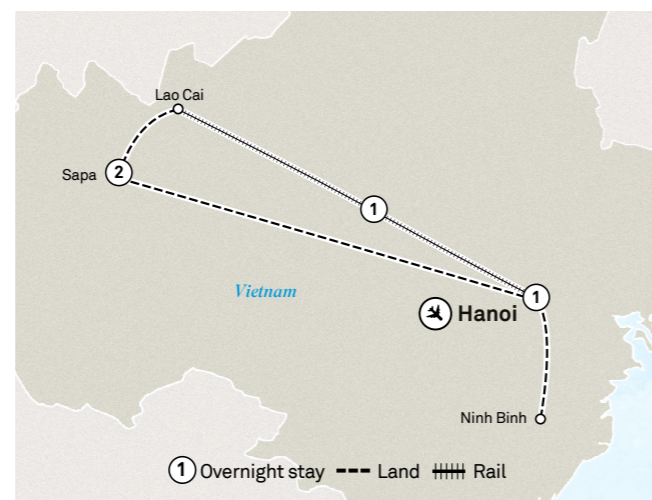 Lao Cai
Sapa
2
1
Vietnam
1
Hanoi
Ninh Binh
1 Overnight stay Land Rail